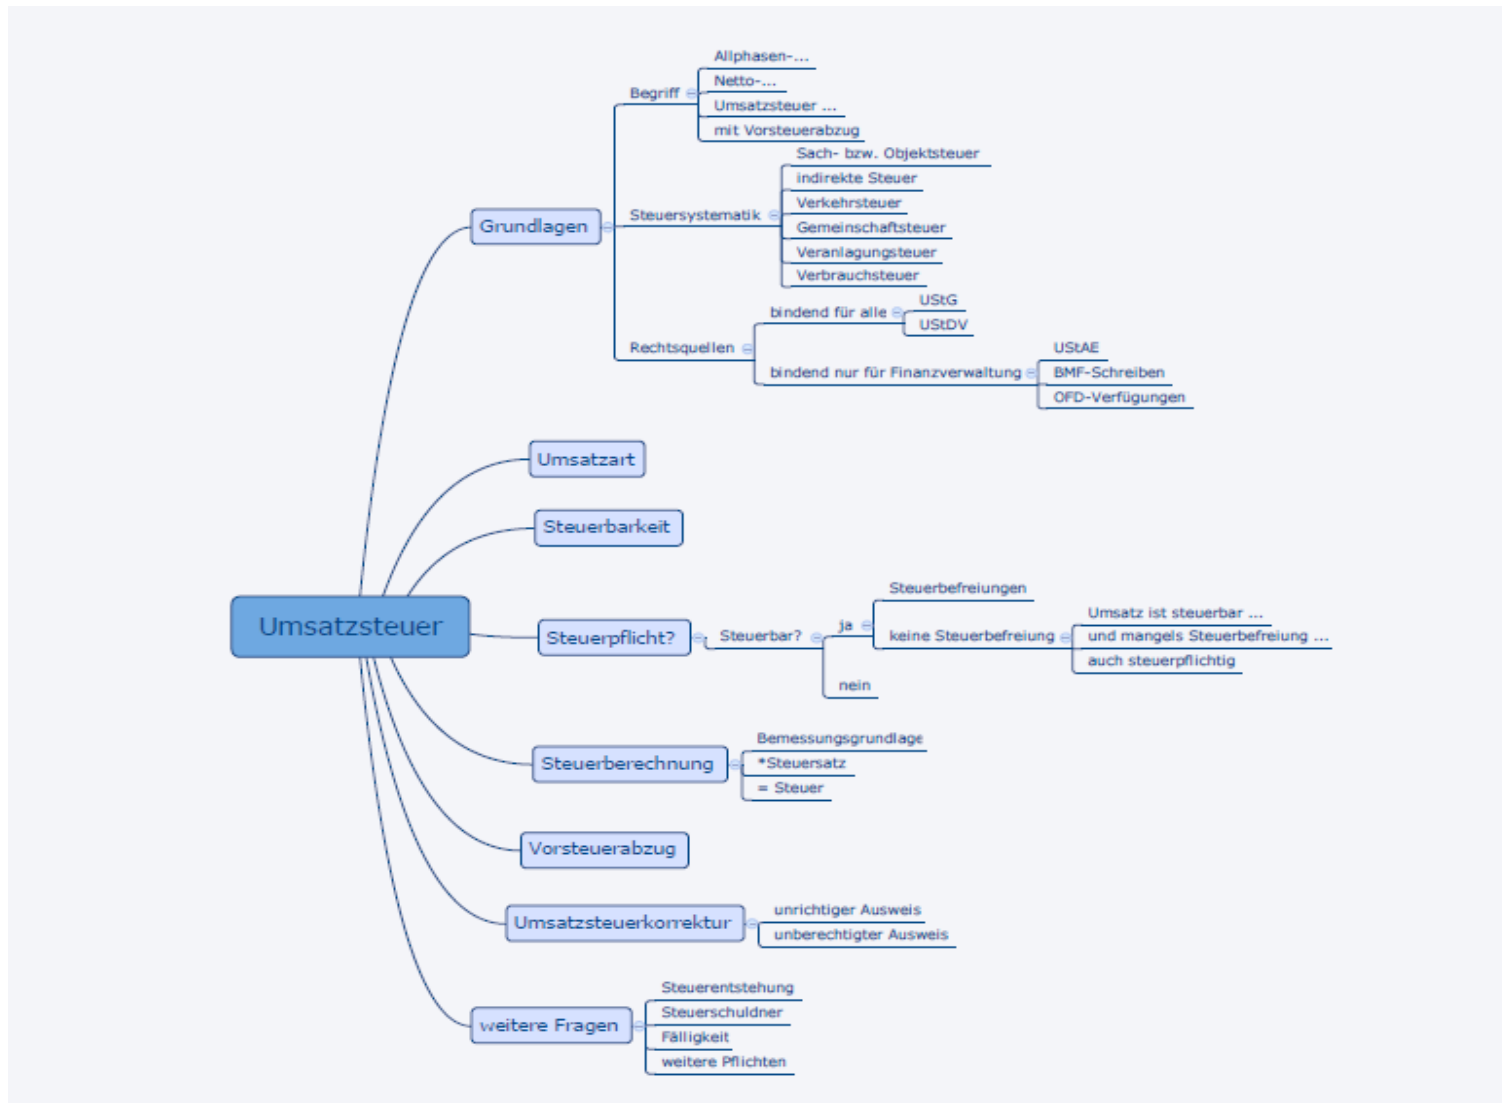 Umsatzsteuer
Grundlagen
Begriff
Allphasen-...
Netto-...
Umsatzsteuer ...
mit Vorsteuerabzug
Steuersystematik
Sach- bzw. Objektsteuer
indirekte Steuer
Verkehrsteuer
Gemeinschaftsteuer
Veranlagungsteuer
Verbrauchsteuer
Rechtsquellen
bindend für alle
UStG
UStDV
bindend nur für Finanzverwaltung
UStAE
BMF-Schreiben
OFD-Verfügungen
Umsatzart
Steuerbarkeit
Steuerpflicht?
Steuerbar?
ja
Steuerbefreiungen
keine Steuerbefreiung
Umsatz ist steuerbar ...
und mangels Steuerbefreiung ...
auch steuerpflichtig
nein
Steuerberechnung
Bemessungsgrundlage
*Steuersatz
= Steuer
Vorsteuerabzug
Umsatzsteuerkorrektur
unrichtiger Ausweis
unberechtigter Ausweis
weitere Fragen
Steuerentstehung
Steuerschuldner
Fälligkeit
weitere Pflichten